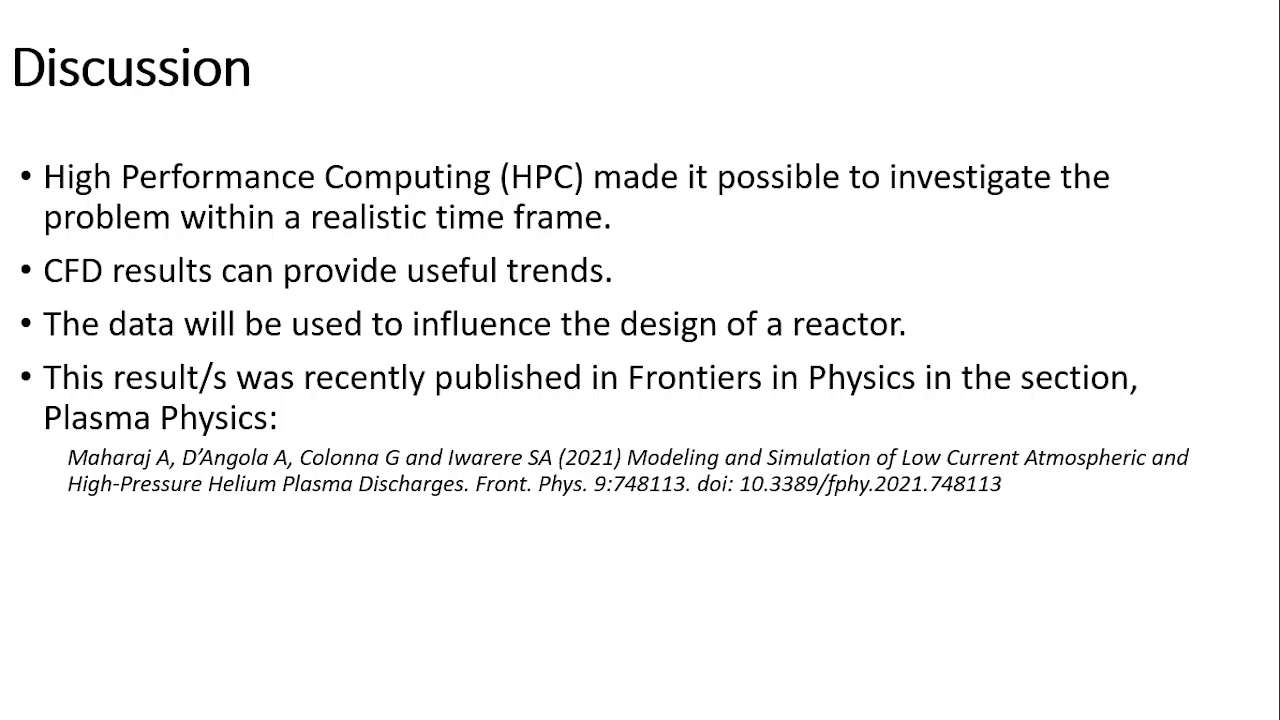 Discussion
• High Performance Computing (HPC) made it possible to investigate the
problem within a realistic time frame.
• CFD results can provide useful trends.
• The data will be used to influence the design of a reactor.
• This result/s was recently published in Frontiers in Physics in the section,
Plasma Physics:
Maharaj A, D’Angola A, Colonna G and Iwarere SA (2021) Modeling and Simulation of Low Current Atmospheric and
High-Pressure Helium Plasma Discharges. Front. Phys. 9:748113. doi: 10.3389/fphy.2021.748113